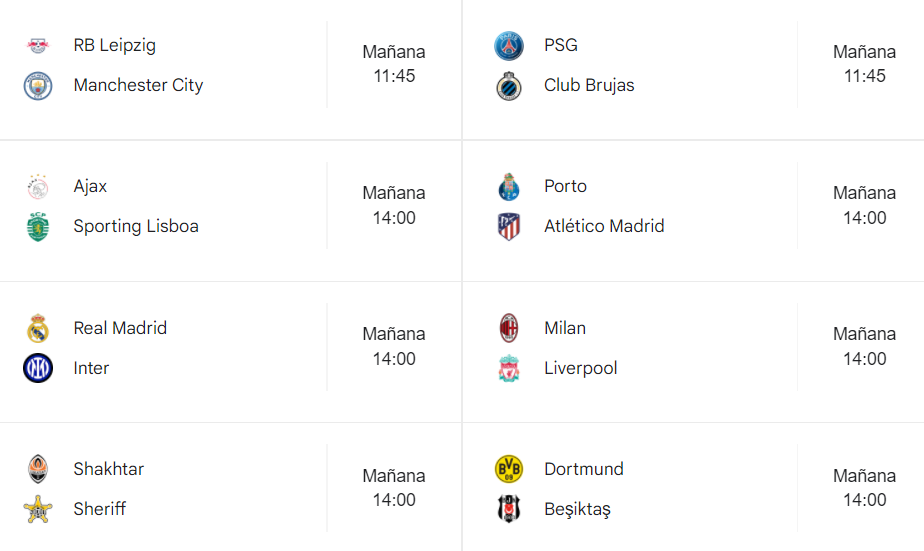 RB Leipzig
Manchester City
Mañana
11:45
PSG
Club Brujas
Mañana
11:45
Ajax
Sporting Lisboa
Mañana
14:00
Porto
Atlético Madrid
Mañana
14:00
Real Madrid
Inter
Mañana
14:00
Milan
Liverpool
Mañana
14:00
Shakhtar
Sheriff
Mañana
14:00
Dortmund
Beşiktaş
Mañana
14:00